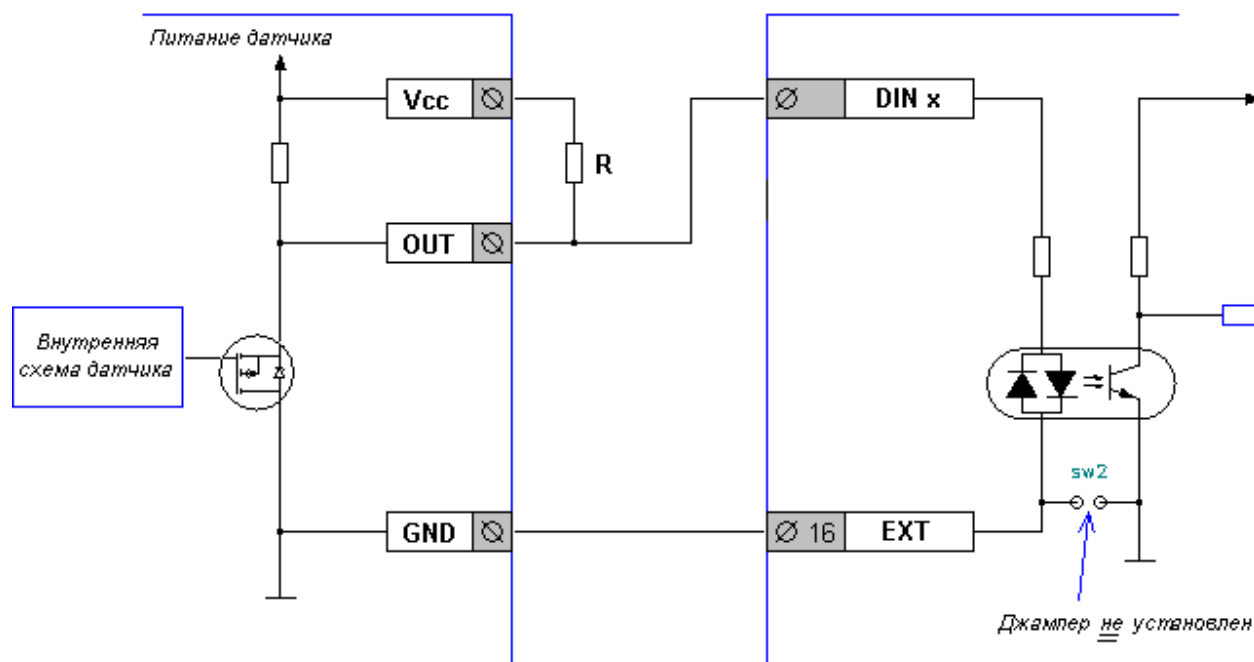 Питание датчика
Vcc
DIN x
R
OUT
Внутренняя
схема датчика
sw2
GND
16
EXT
Джампер не установлен